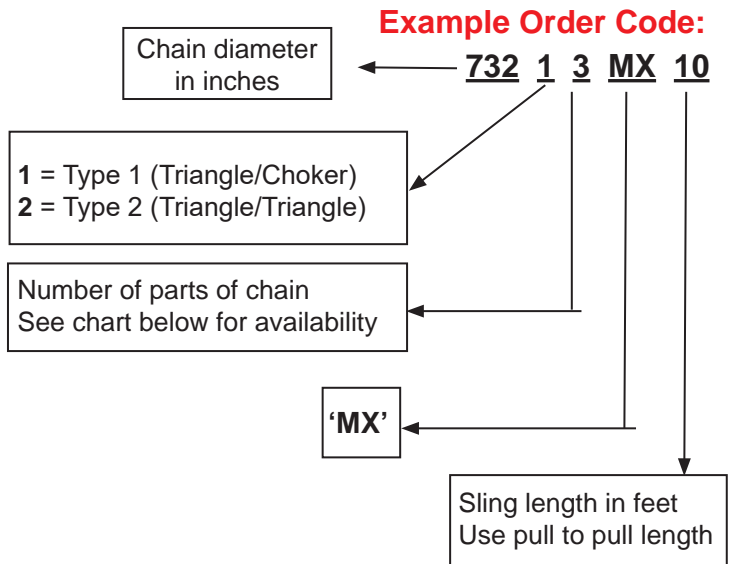 Example Order Code:
732 1 3 MX 10
Chain diameter
in inches
1 = Type 1 (Triangle/Choker)
2 = Type 2 (Triangle/Triangle)
Number of parts of chain
See chart below for availability
‘MX’
Sling length in feet
Use pull to pull length